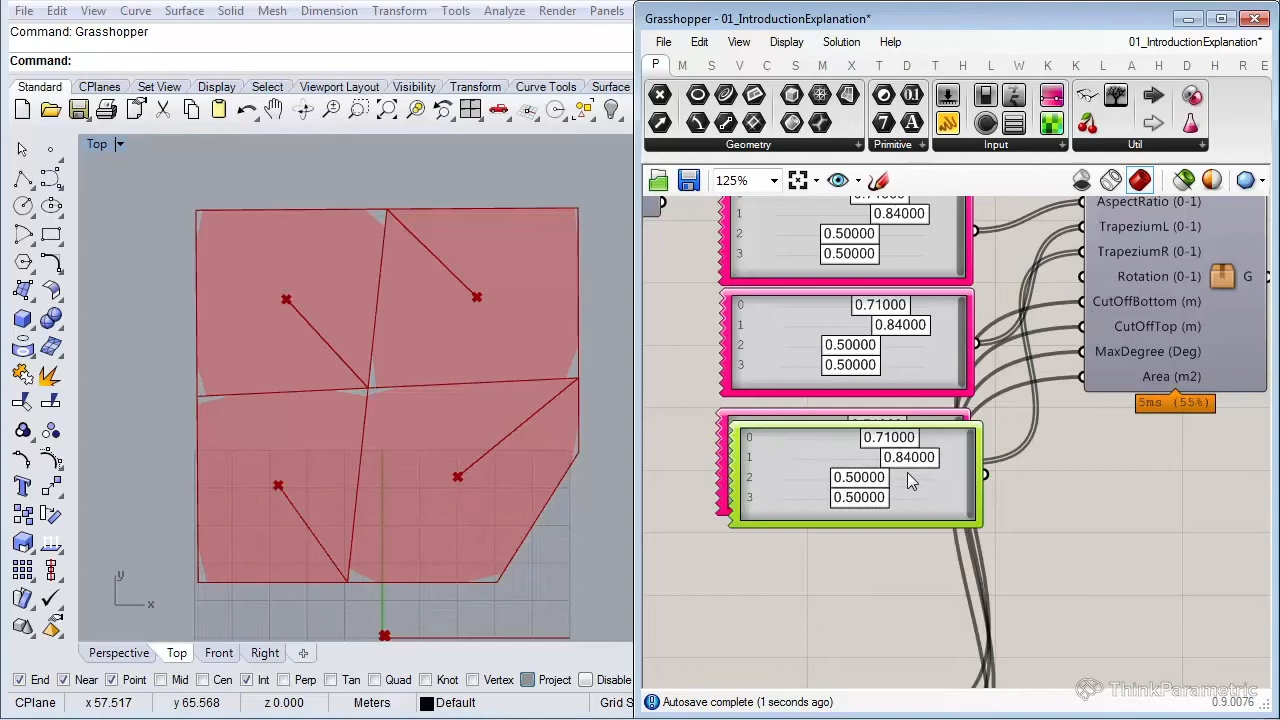 File Edit View Curve Surface Solid Mesh Dimension Transform Tools Analyze Render Panels
Command: Grasshopper
Command:
Standard CPlanes Set View Display Select Viewport Layout Visibility Transform Curve Tools Surface
Top
Perspective Top Front Right
End Near Point Mid Cen Int Perp Tan Quad Knot Vertex Project Disable
CPlane x 57.517 y 65.568 z 0.000 Meters Default Grid S
y
x
Grasshopper - 01_IntroductionExplanation*
File Edit View Display Solution Help 01_IntroductionExplanation*
P M S V C S M X T D T H L K K L A L A C H R E
Geometry Primitive Input Util
125%
1 0.84000
2 0.50000
3 0.50000
0 0.71000
1 0.84000
2 0.50000
3 0.50000
0 0.71000
1 0.84000
2 0.50000
3 0.50000
AspectRatio (0-1)
TrapeziumL (0-1)
TrapeziumR (0-1)
Rotation (0-1)
CutOffBottom (m)
CutOffTop (m)
MaxDegree (Deg)
Area (m2)
G
5ms (55%)
ThinkParametric
Autosave complete (1 seconds ago) 0.9.0076